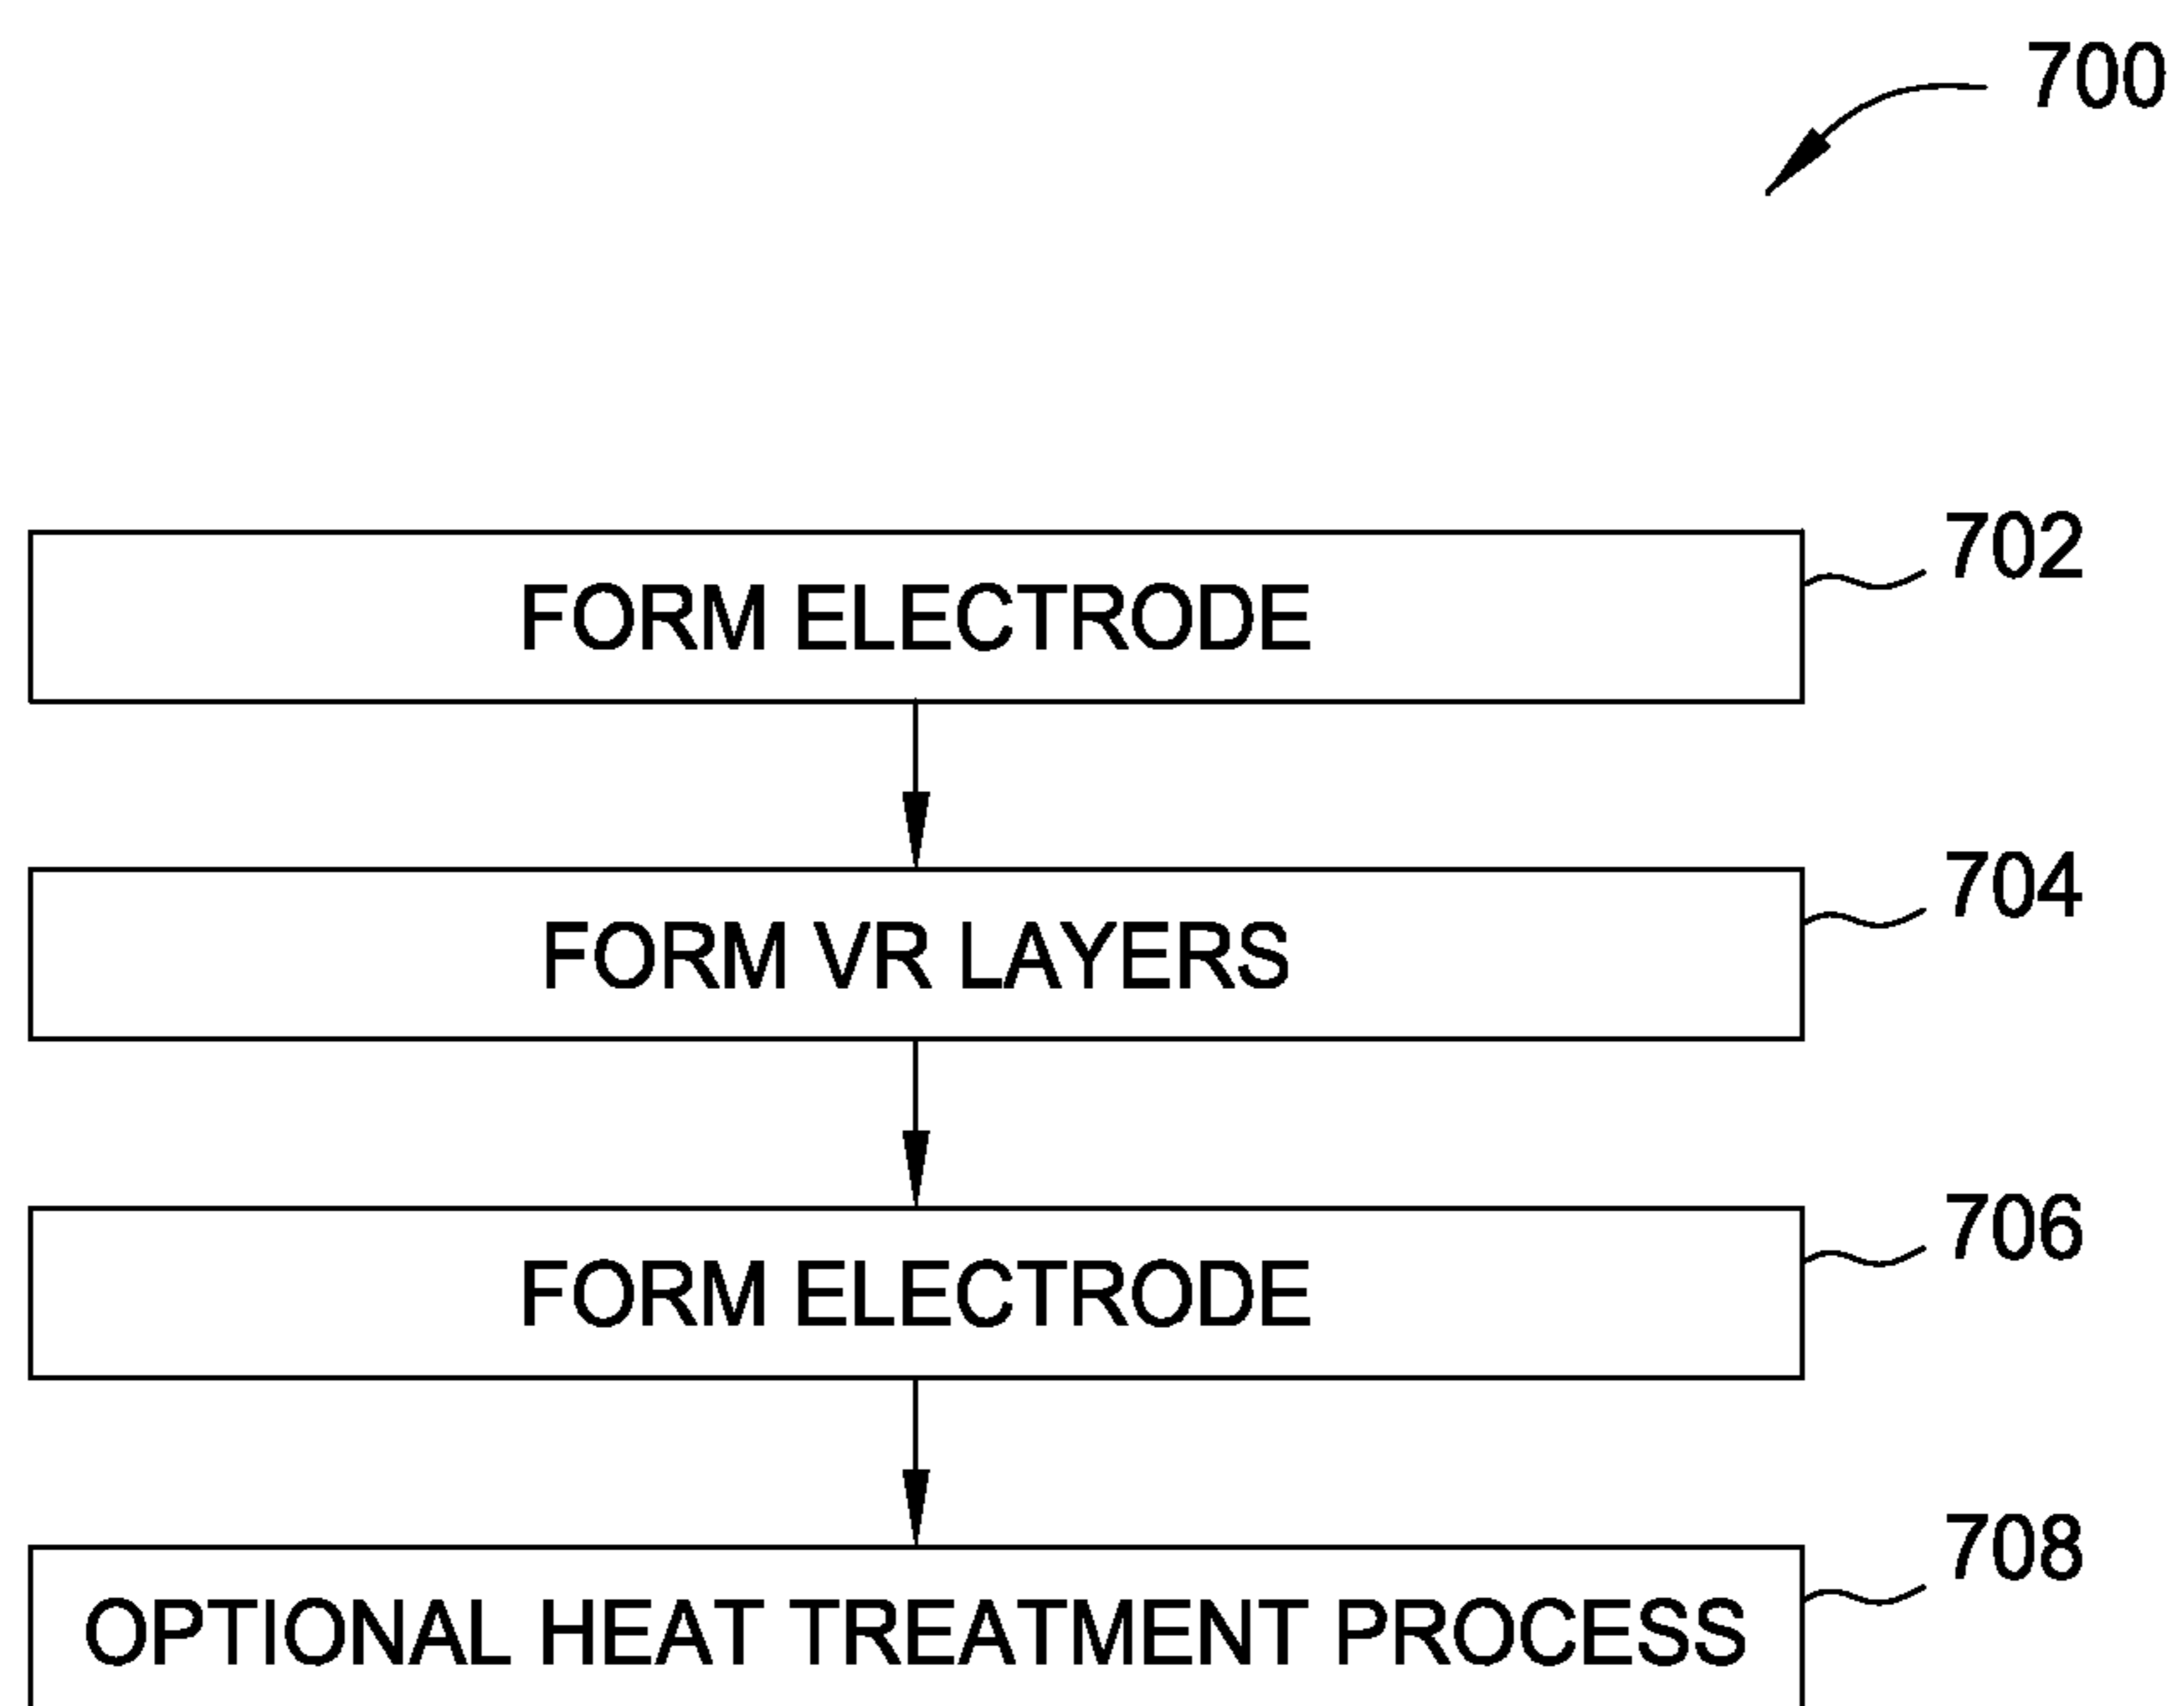 700
FORM ELECTRODE
702
FORM VR LAYERS
704
FORM ELECTRODE
706
OPTIONAL HEAT TREATMENT PROCESS
708